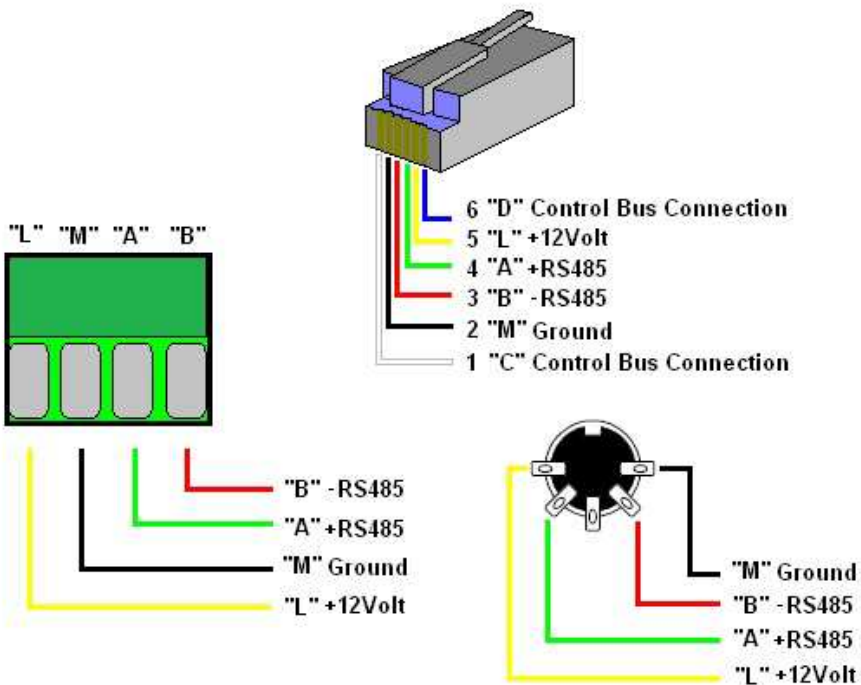 6 "D" Control Bus Connection
5 "L" +12Volt
4 "A" +RS485
3 "B" -RS485
2 "M" Ground
1 "C" Control Bus Connection
"L" "M" "A" "B"
"B" -RS485
"A" +RS485
"M" Ground
"L" +12Volt
"M" Ground
"B" -RS485
"A" +RS485
"L" +12Volt